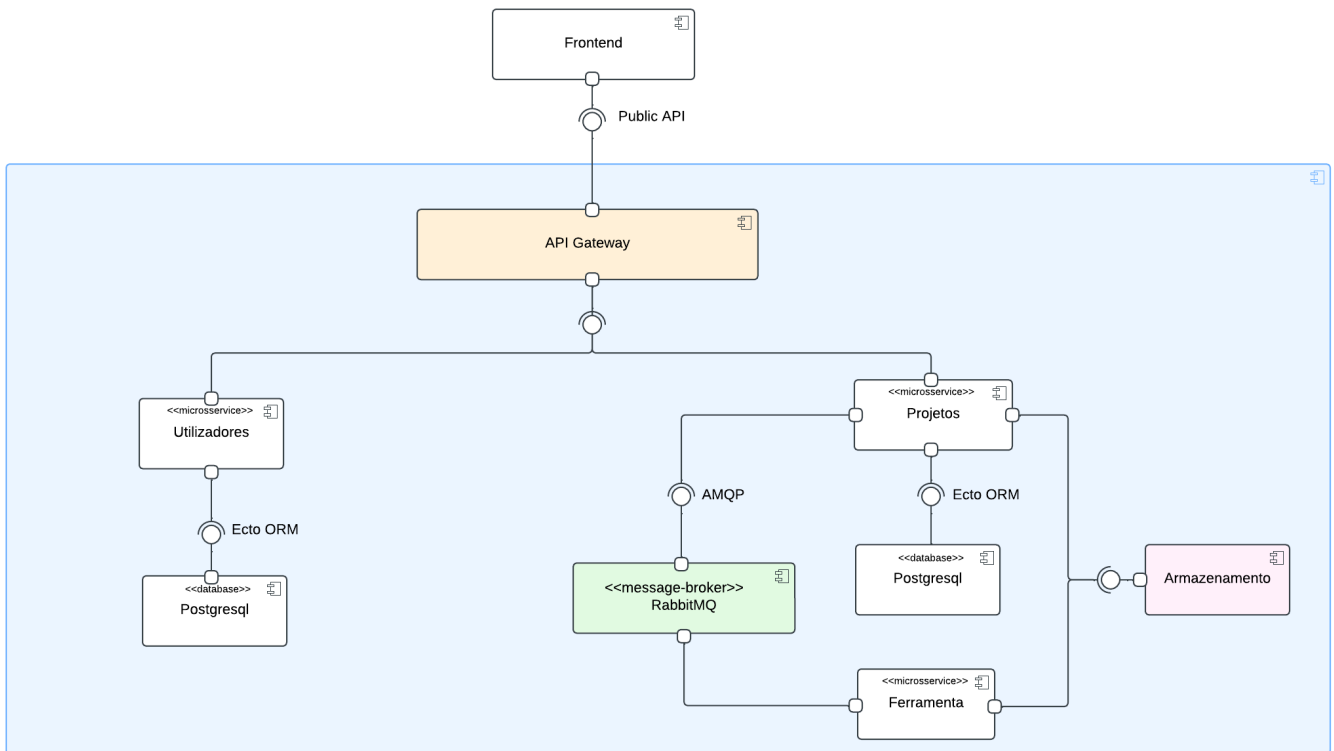 Frontend
Public API
API Gateway
<<microsservice>>
Utilizadores
<<microsservice>>
Projetos
AMQP
Ecto ORM
Ecto ORM
<<database>>
Postgresql
<<message-broker>>
RabbitMQ
<<database>>
Postgresql
Armazenamento
<<microsservice>>
Ferramenta